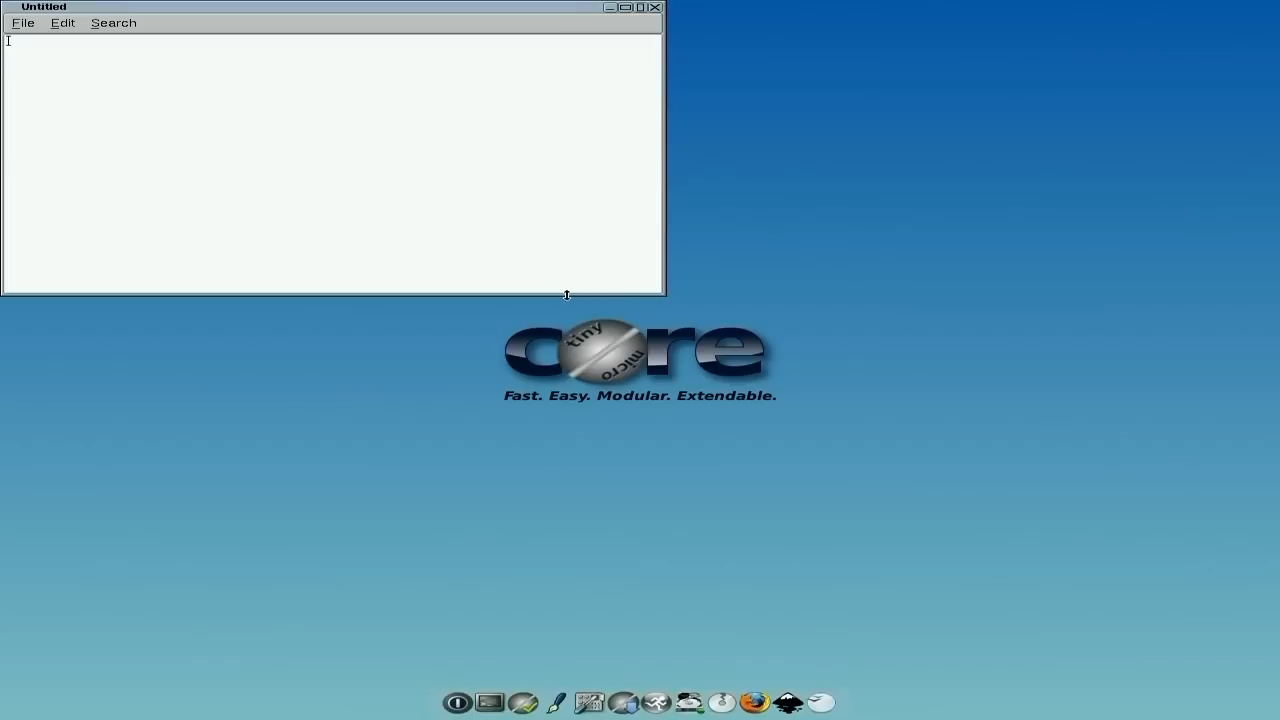 Untitled
File Edit Search
core
tiny
micro
Fast. Easy. Modular. Extendable.